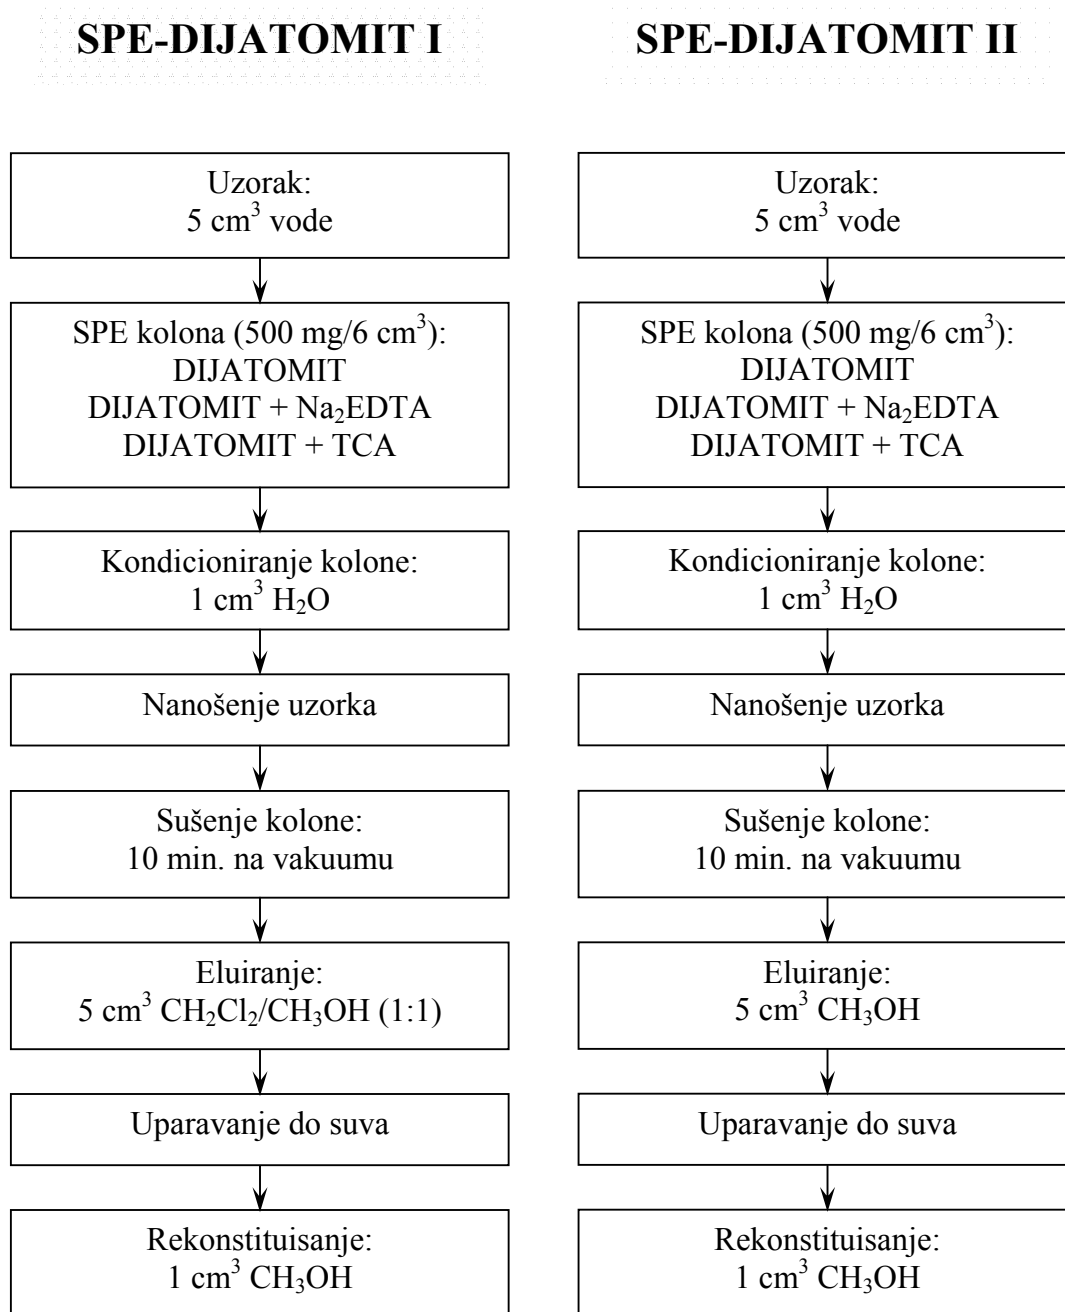 SPE-DIJATOMIT I
Uzorak:
5 cm³ vode
SPE kolona (500 mg/6 cm³):
DIJATOMIT
DIJATOMIT + Na₂EDTA
DIJATOMIT + TCA
Kondicioniranje kolone:
1 cm³ H₂O
Nanošenje uzorka
Sušenje kolone:
10 min. na vakuumu
Eluiranje:
5 cm³ CH₂Cl₂/CH₃OH (1:1)
Uparavanje do suva
Rekonstituisanje:
1 cm³ CH₃OH
SPE-DIJATOMIT II
Uzorak:
5 cm³ vode
SPE kolona (500 mg/6 cm³):
DIJATOMIT
DIJATOMIT + Na₂EDTA
DIJATOMIT + TCA
Kondicioniranje kolone:
1 cm³ H₂O
Nanošenje uzorka
Sušenje kolone:
10 min. na vakuumu
Eluiranje:
5 cm³ CH₃OH
Uparavanje do suva
Rekonstituisanje:
1 cm³ CH₃OH